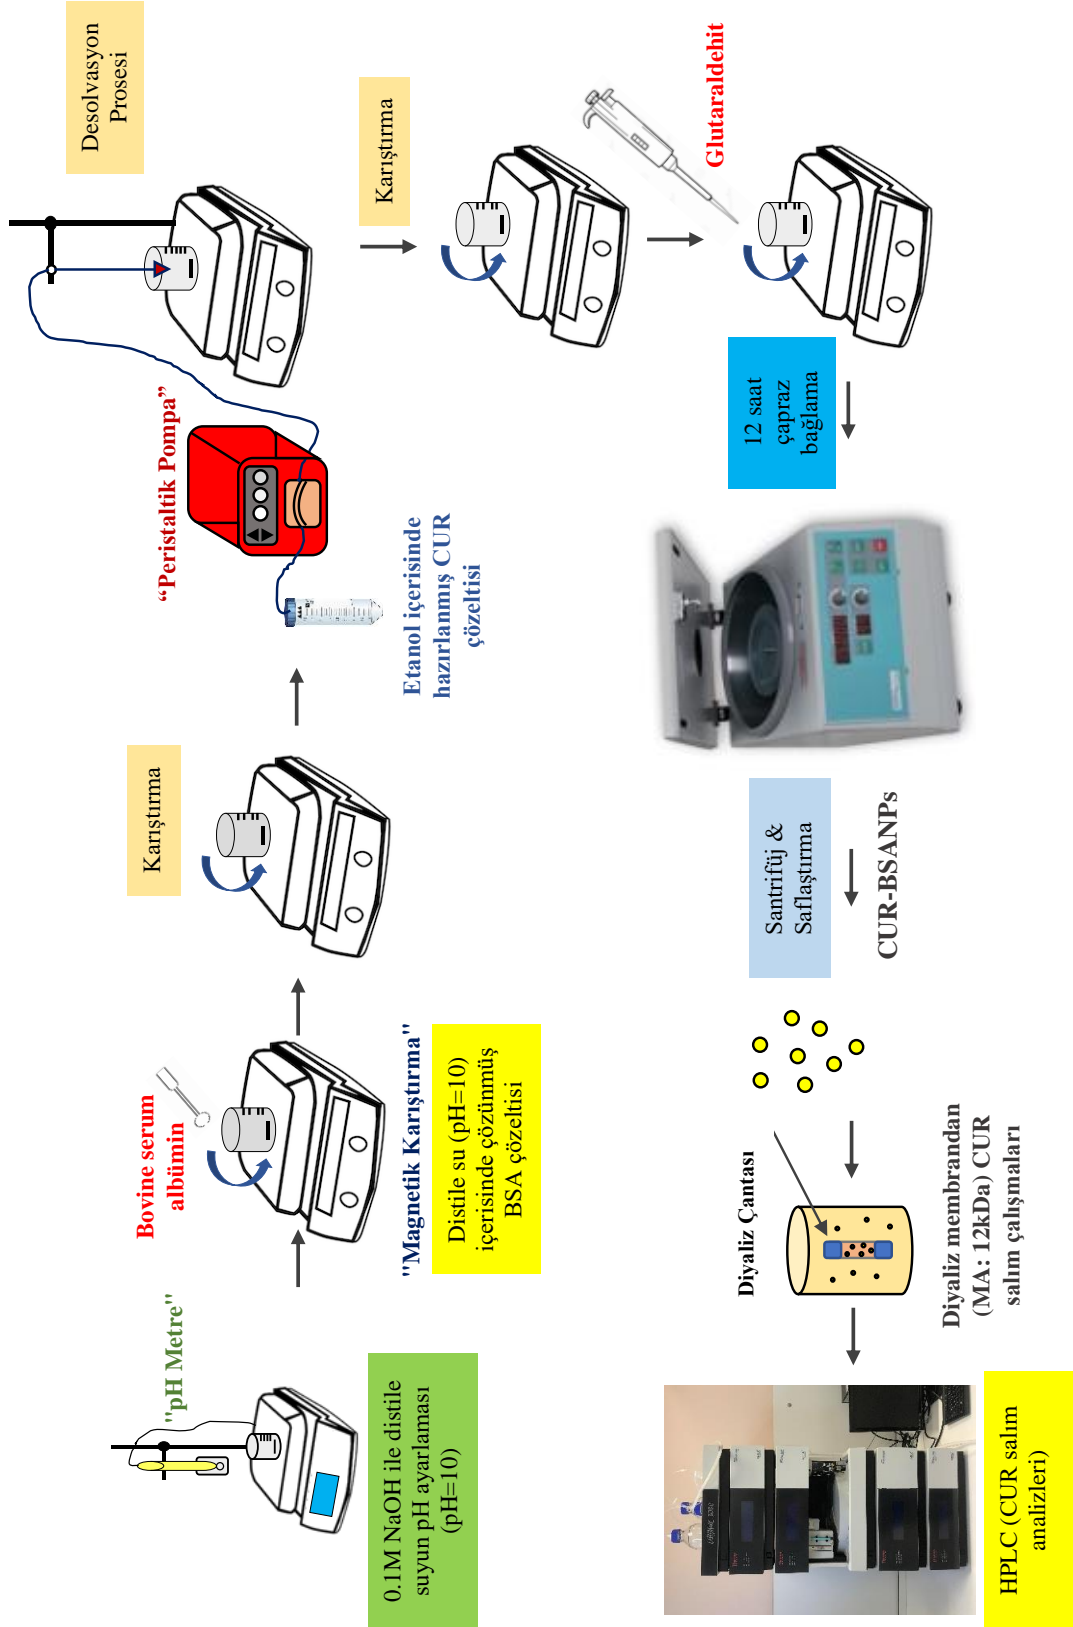 "pH Metre"
0.1M NaOH ile distile
suyun pH ayarlaması
(pH=10)
Bovine serum
albümin
"Magnetik Karıştırma"
Distile su (pH=10)
içerisinde çözünmüş
BSA çözeltisi
Karıştırma
“Peristaltik Pompa”
Etanol içerisinde
hazırlanmış CUR
çözeltisi
Desolvasyon
Prosesi
Karıştırma
Glutaraldehit
12 saat
çapraz
bağlama
Santrifüj &
Saflaştırma
CUR-BSANPs
Diyaliz Çantası
Diyaliz membrandan
(MA: 12kDa) CUR
salım çalışmaları
HPLC (CUR salım
analizleri)